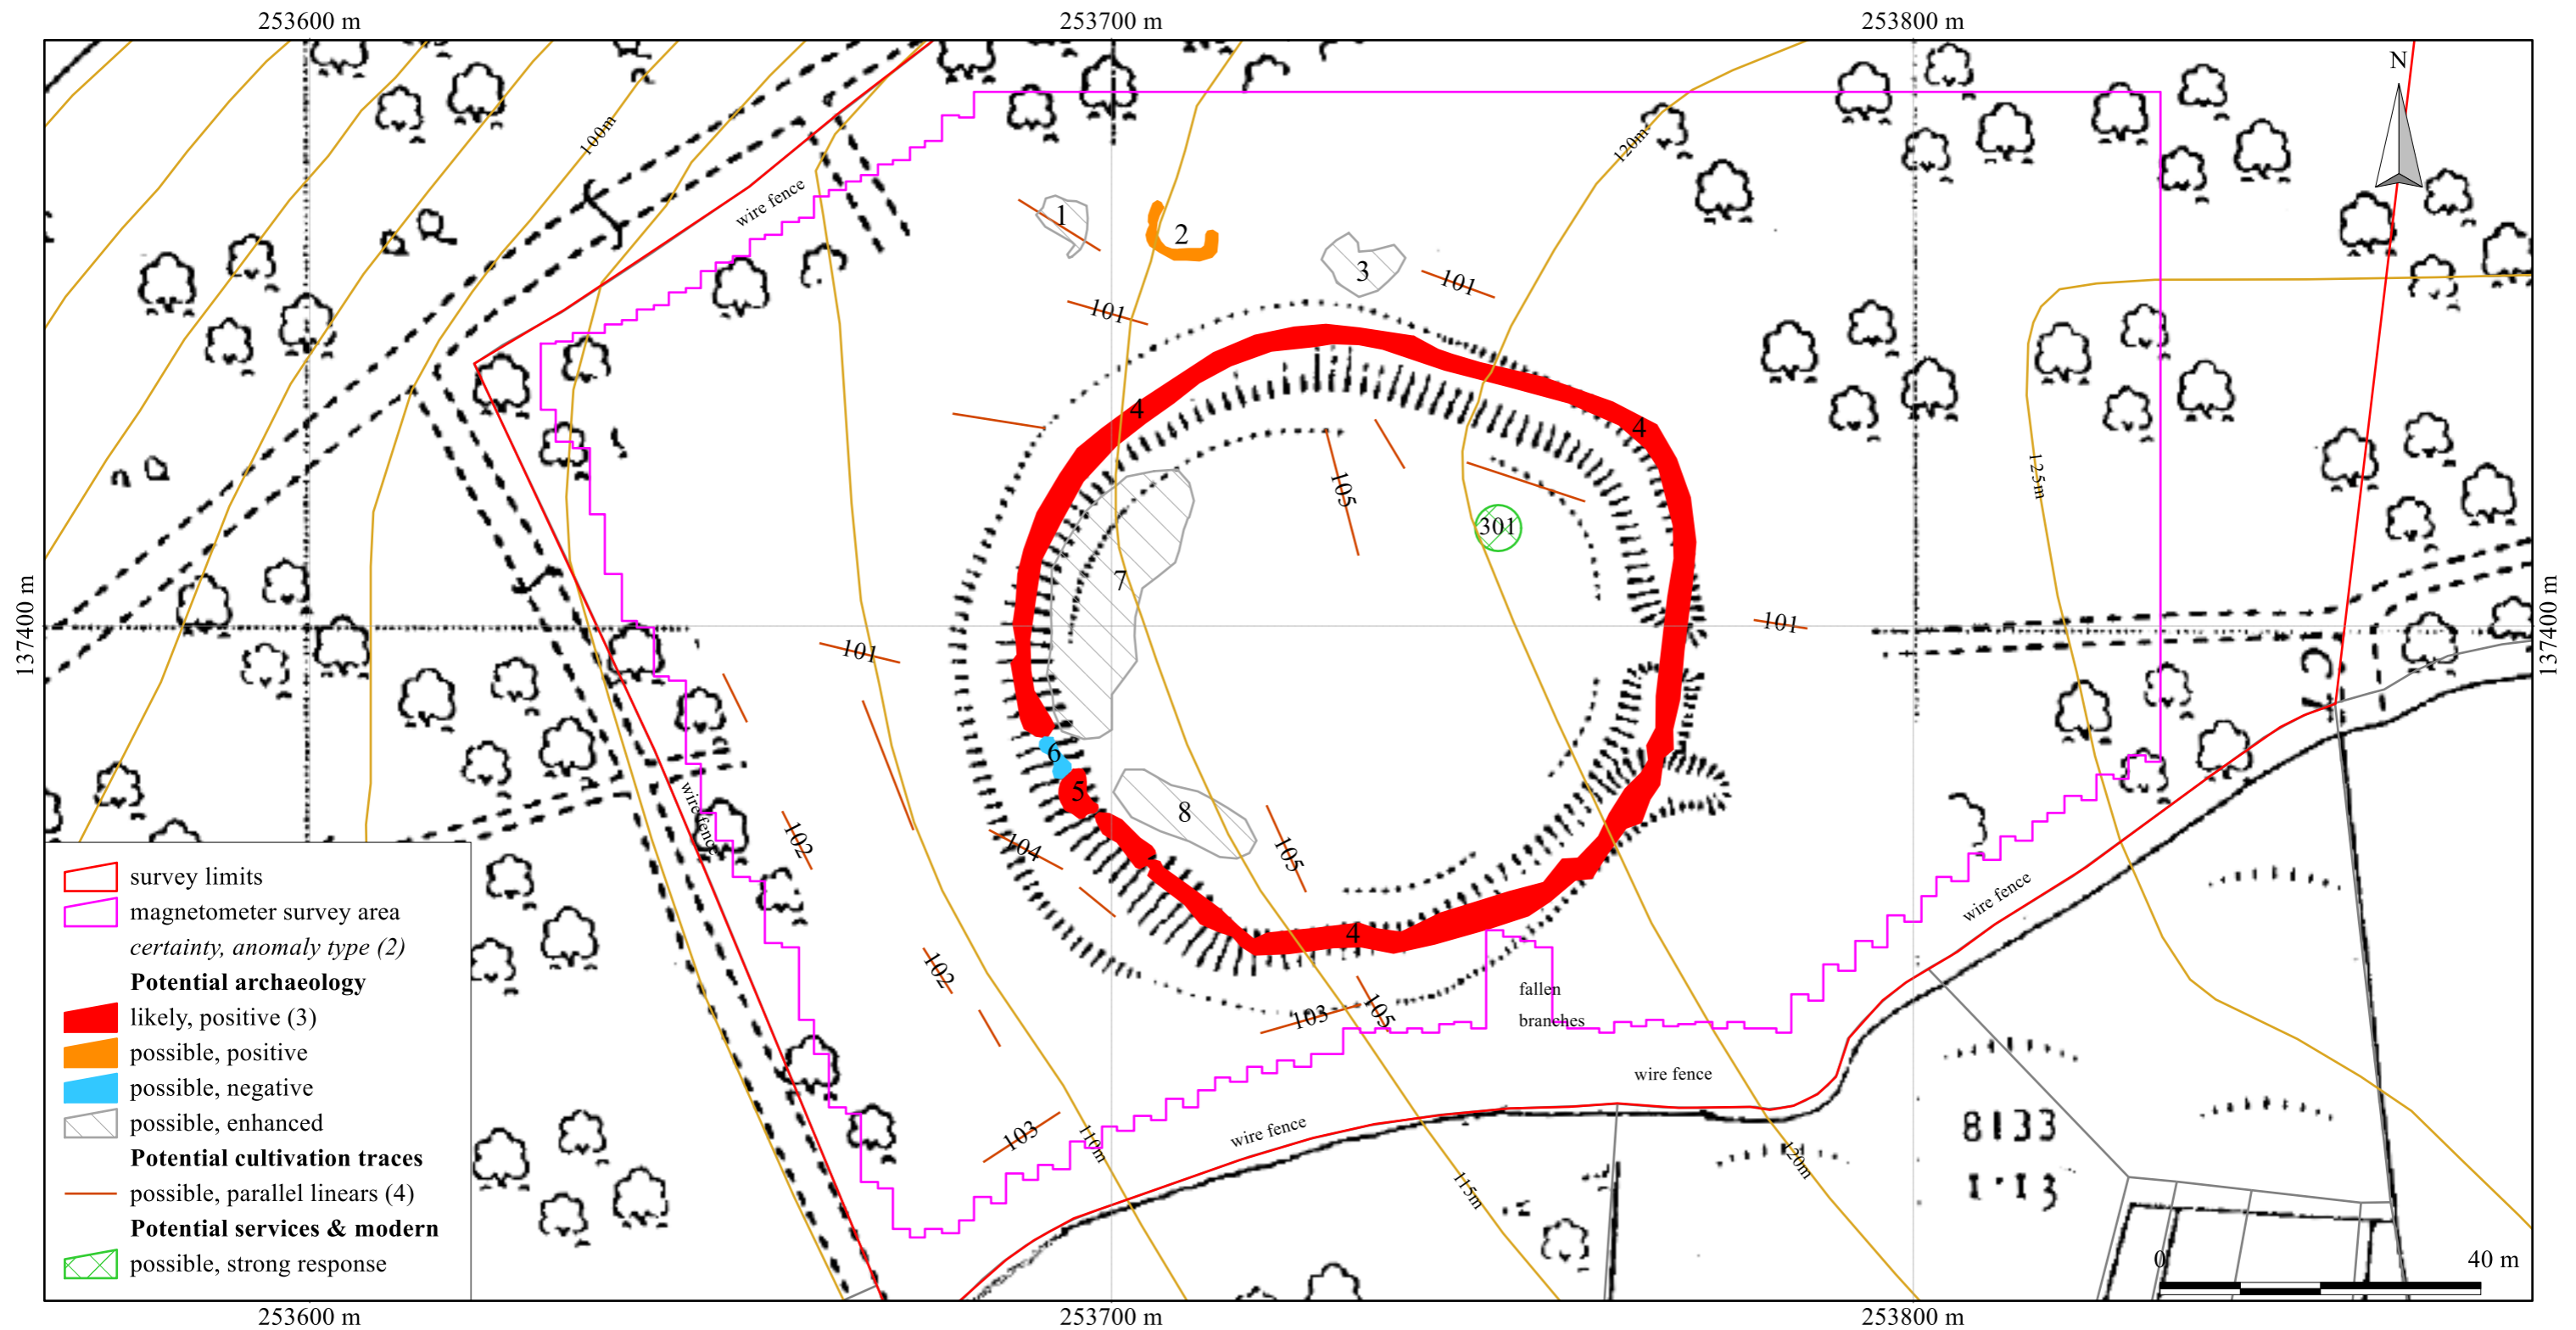 253600 m
253700 m
253800 m
N
100m
120m
wire fence
1
2
3
101
101
4
4
105
125m
301
7
137400 m
137400 m
101
101
6
5
8
wire fence
102
104
105
4
102
103
105
fallen
branches
wire fence
wire fence
wire fence
103
110m
115m
120m
8133
1·13
survey limits
magnetometer survey area
certainty, anomaly type (2)
Potential archaeology
likely, positive (3)
possible, positive
possible, negative
possible, enhanced
Potential cultivation traces
possible, parallel linears (4)
Potential services & modern
possible, strong response
0
40 m
253600 m
253700 m
253800 m